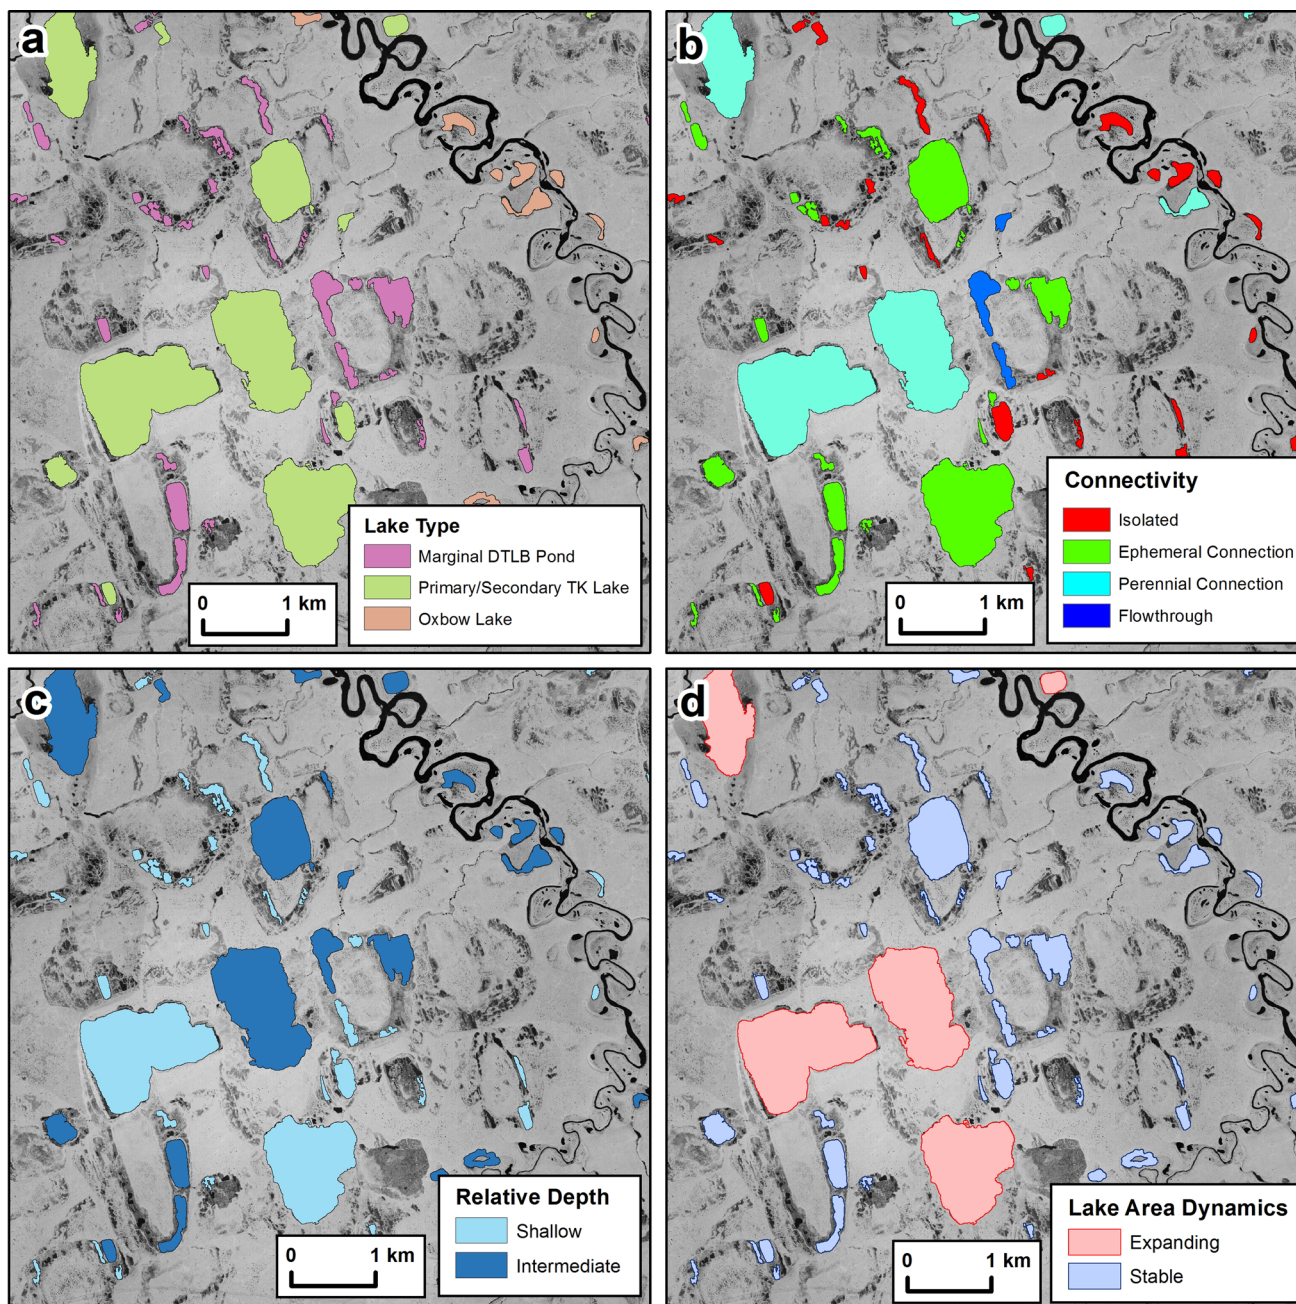 a
Lake Type
Marginal DTLB Pond
Primary/Secondary TK Lake
Oxbow Lake
0 1 km
b
Connectivity
Isolated
Ephemeral Connection
Perennial Connection
Flowthrough
0 1 km
c
Relative Depth
Shallow
Intermediate
0 1 km
d
Lake Area Dynamics
Expanding
Stable
0 1 km